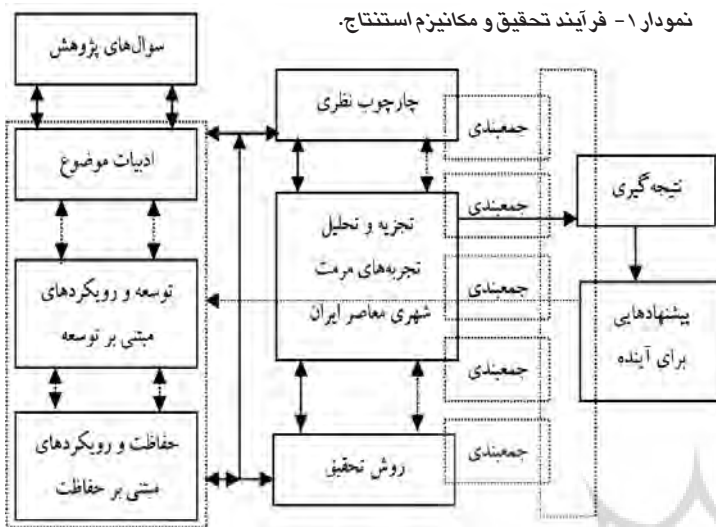 نمودار ۱- فرآیند تحقیق و مکانیزم استنتاج.
سوال‌های پژوهش
ادبیات موضوع
توسعه و رویکردهای
مبتنی بر توسعه
حفاظت و رویکردهای
مبتنی بر حفاظت
چارچوب نظری
تجزیه و تحلیل
تجربه‌های مرمت
شهری معاصر ایران
روش تحقیق
جمعبندی
جمعبندی
جمعبندی
جمعبندی
جمعبندی
نتیجه‌گیری
پیشنهادهایی
برای آینده